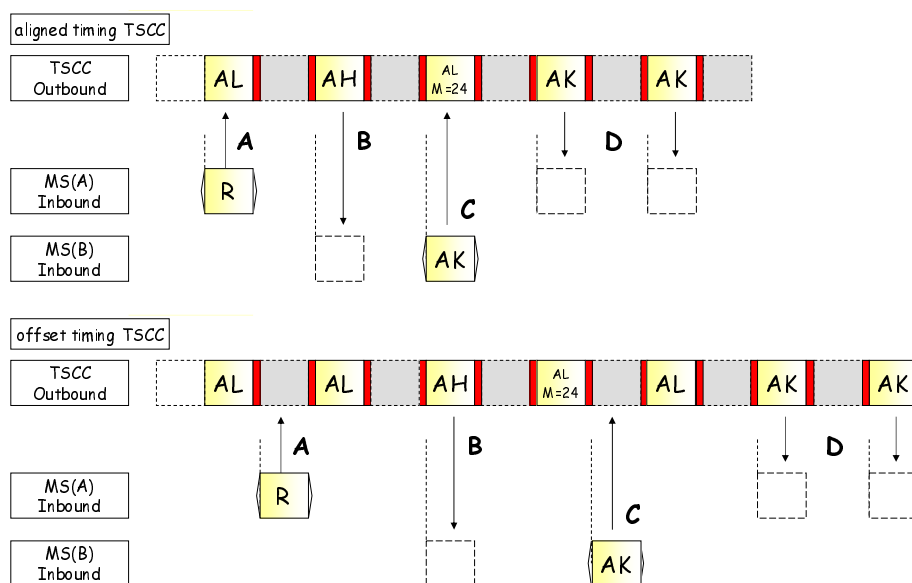 aligned timing TSCC
TSCC
Outbound
AL
AH
AL
M=24
AK
AK
A
B
D
MS(A)
Inbound
R
C
MS(B)
Inbound
AK
offset timing TSCC
TSCC
Outbound
AL
AL
AH
AL
M=24
AL
AK
AK
A
B
D
MS(A)
Inbound
R
C
MS(B)
Inbound
AK